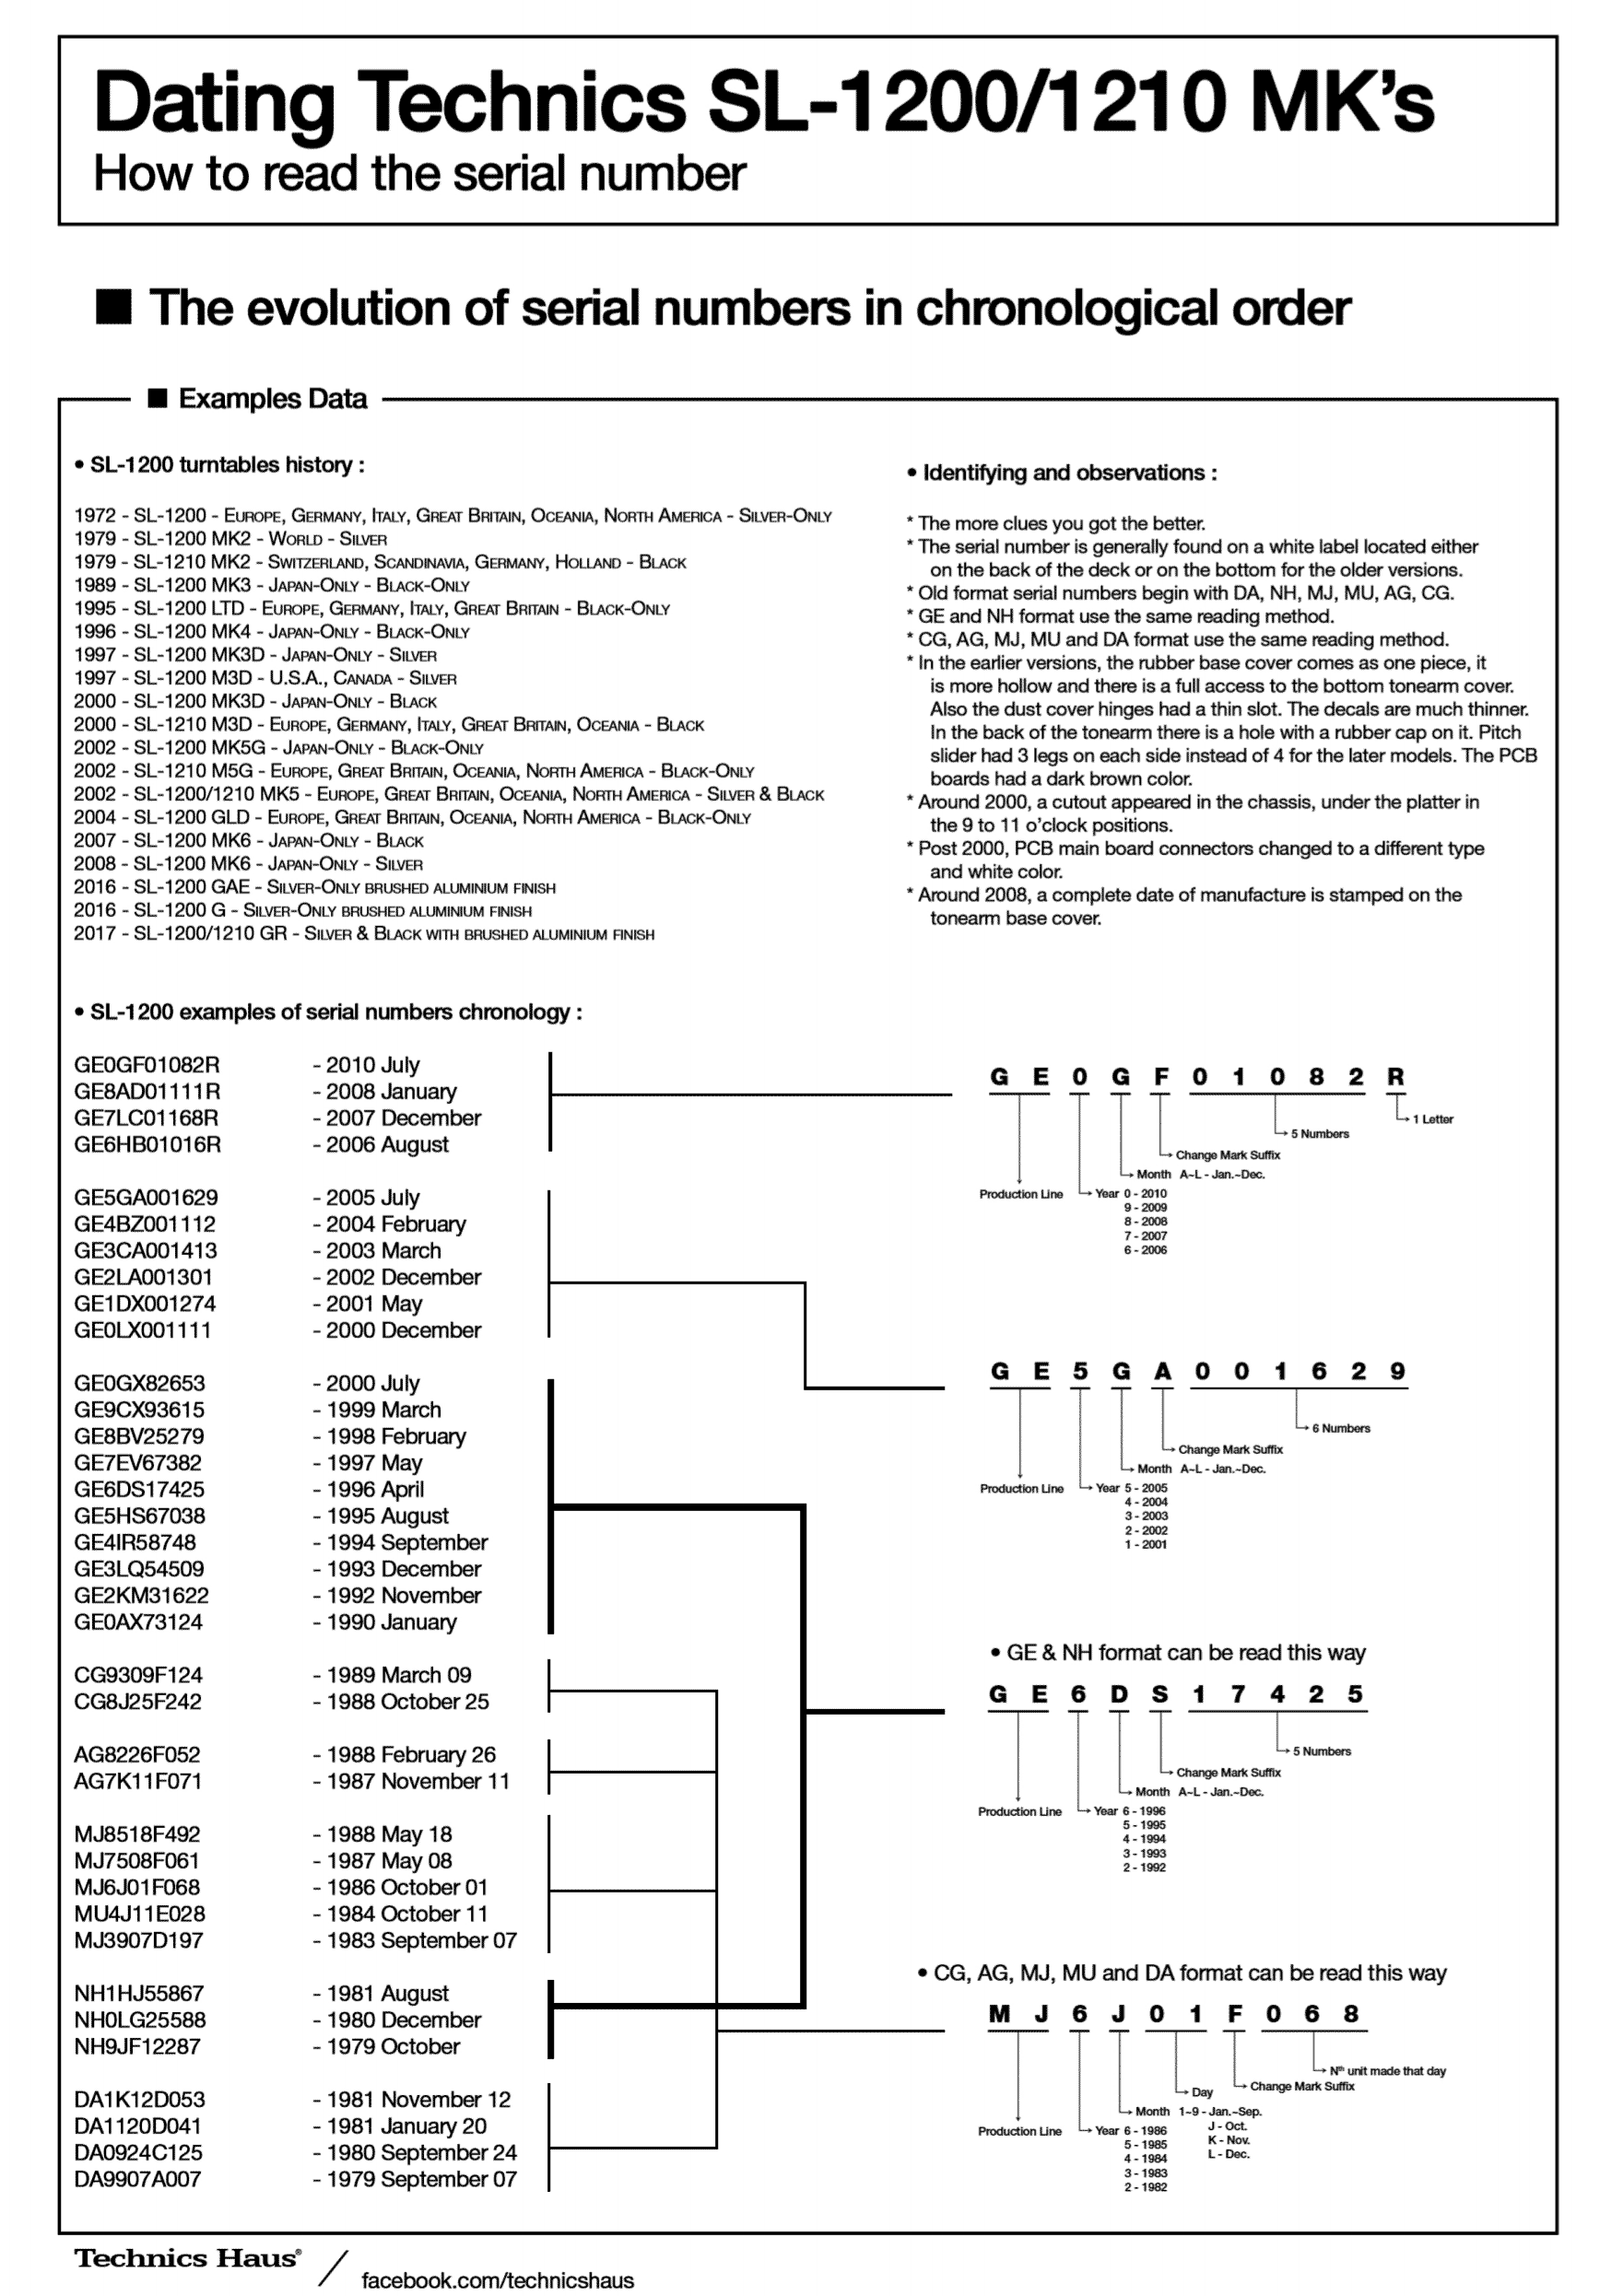 Dating Technics SL-1200/1210 MK's
How to read the serial number
■ The evolution of serial numbers in chronological order
■ Examples Data
• SL-1200 turntables history :
1972 - SL-1200 - Europe, Germany, Italy, Great Britain, Oceania, North America - Silver-Only
1979 - SL-1200 MK2 - World - Silver
1979 - SL-1210 MK2 - Switzerland, Scandinavia, Germany, Holland - Black
1989 - SL-1200 MK3 - Japan-Only - Black-Only
1995 - SL-1200 LTD - Europe, Germany, Italy, Great Britain - Black-Only
1996 - SL-1200 MK4 - Japan-Only - Black-Only
1997 - SL-1200 MK3D - Japan-Only - Silver
1997 - SL-1200 M3D - U.S.A., Canada - Silver
2000 - SL-1200 MK3D - Japan-Only - Black
2000 - SL-1210 M3D - Europe, Germany, Italy, Great Britain, Oceania - Black
2002 - SL-1200 MK5G - Japan-Only - Black-Only
2002 - SL-1210 M5G - Europe, Great Britain, Oceania, North America - Black-Only
2002 - SL-1200/1210 MK5 - Europe, Great Britain, Oceania, North America - Silver & Black
2004 - SL-1200 GLD - Europe, Great Britain, Oceania, North America - Black-Only
2007 - SL-1200 MK6 - Japan-Only - Black
2008 - SL-1200 MK6 - Japan-Only - Silver
2016 - SL-1200 GAE - Silver-Only brushed aluminium finish
2016 - SL-1200 G - Silver-Only brushed aluminium finish
2017 - SL-1200/1210 GR - Silver & Black with brushed aluminium finish
• Identifying and observations :
* The more clues you got the better.
* The serial number is generally found on a white label located either
on the back of the deck or on the bottom for the older versions.
* Old format serial numbers begin with DA, NH, MJ, MU, AG, CG.
* GE and NH format use the same reading method.
* CG, AG, MJ, MU and DA format use the same reading method.
* In the earlier versions, the rubber base cover comes as one piece, it
is more hollow and there is a full access to the bottom tonearm cover.
Also the dust cover hinges had a thin slot. The decals are much thinner.
In the back of the tonearm there is a hole with a rubber cap on it. Pitch
slider had 3 legs on each side instead of 4 for the later models. The PCB
boards had a dark brown color.
* Around 2000, a cutout appeared in the chassis, under the platter in
the 9 to 11 o'clock positions.
* Post 2000, PCB main board connectors changed to a different type
and white color.
* Around 2008, a complete date of manufacture is stamped on the
tonearm base cover.
• SL-1200 examples of serial numbers chronology :
GE0GF01082R - 2010 July
GE8AD01111R - 2008 January
GE7LC01168R - 2007 December
GE6HB01016R - 2006 August
GE5GA001629 - 2005 July
GE4BZ001112 - 2004 February
GE3CA001413 - 2003 March
GE2LA001301 - 2002 December
GE1DX001274 - 2001 May
GE0LX001111 - 2000 December
GE0GX82653 - 2000 July
GE9CX93615 - 1999 March
GE8BV25279 - 1998 February
GE7EV67382 - 1997 May
GE6DS17425 - 1996 April
GE5HS67038 - 1995 August
GE4IR58748 - 1994 September
GE3LQ54509 - 1993 December
GE2KM31622 - 1992 November
GE0AX73124 - 1990 January
CG9309F124 - 1989 March 09
CG8J25F242 - 1988 October 25
AG8226F052 - 1988 February 26
AG7K11F071 - 1987 November 11
MJ8518F492 - 1988 May 18
MJ7508F061 - 1987 May 08
MJ6J01F068 - 1986 October 01
MU4J11E028 - 1984 October 11
MJ3907D197 - 1983 September 07
NH1HJ55867 - 1981 August
NH0LG25588 - 1980 December
NH9JF12287 - 1979 October
DA1K12D053 - 1981 November 12
DA1120D041 - 1981 January 20
DA0924C125 - 1980 September 24
DA9907A007 - 1979 September 07
G E 0 G F 0 1 0 8 2 R
1 Letter
5 Numbers
Change Mark Suffix
Month A~L - Jan.~Dec.
Production Line
Year 0 - 2010
9 - 2009
8 - 2008
7 - 2007
6 - 2006
G E 5 G A 0 0 1 6 2 9
6 Numbers
Change Mark Suffix
Month A~L - Jan.~Dec.
Production Line
Year 5 - 2005
4 - 2004
3 - 2003
2 - 2002
1 - 2001
• GE & NH format can be read this way
G E 6 D S 1 7 4 2 5
5 Numbers
Change Mark Suffix
Month A~L - Jan.~Dec.
Production Line
Year 6 - 1996
5 - 1995
4 - 1994
3 - 1993
2 - 1992
• CG, AG, MJ, MU and DA format can be read this way
M J 6 J 0 1 F 0 6 8
Nth unit made that day
Change Mark Suffix
Day
Month 1~9 - Jan.~Sep.
J - Oct.
K - Nov.
L - Dec.
Production Line
Year 6 - 1986
5 - 1985
4 - 1984
3 - 1983
2 - 1982
Technics Haus®
facebook.com/technicshaus